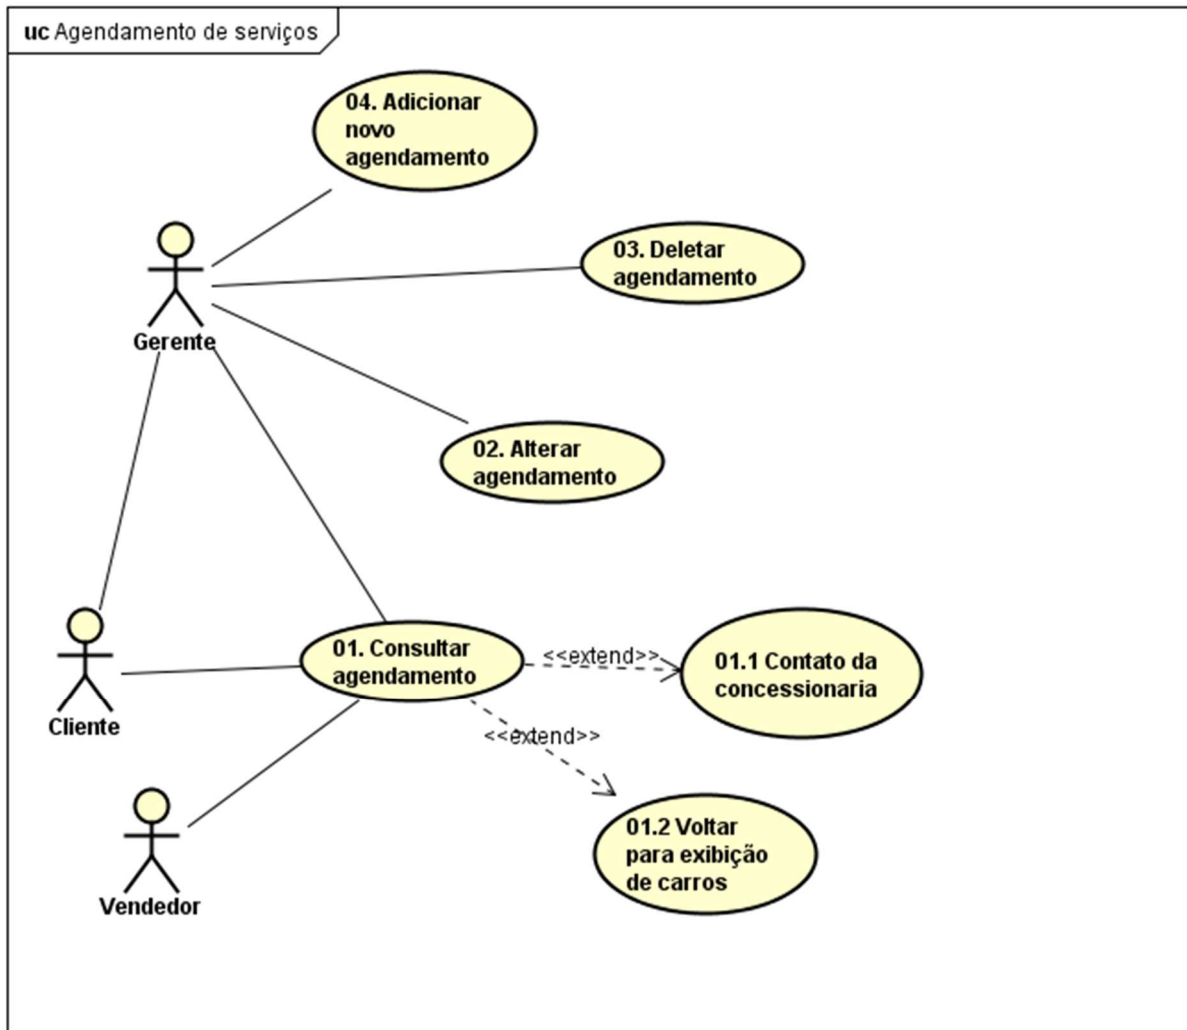 uc Agendamento de serviços
04. Adicionar
novo
agendamento
03. Deletar
agendamento
Gerente
02. Alterar
agendamento
01. Consultar
agendamento
<<extend>>
01.1 Contato da
concessionaria
Cliente
<<extend>>
01.2 Voltar
para exibição
de carros
Vendedor